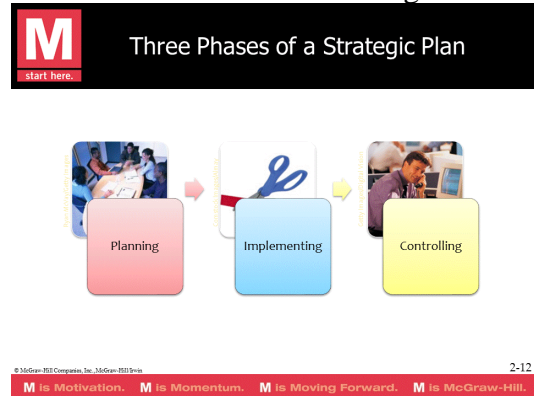 M
start here.
Three Phases of a Strategic Plan
Planning
Implementing
Controlling
© McGraw-Hill Companies, Inc., McGraw-Hill/Irwin
2-12
M is Motivation. M is Momentum. M is Moving Forward. M is McGraw-Hill.